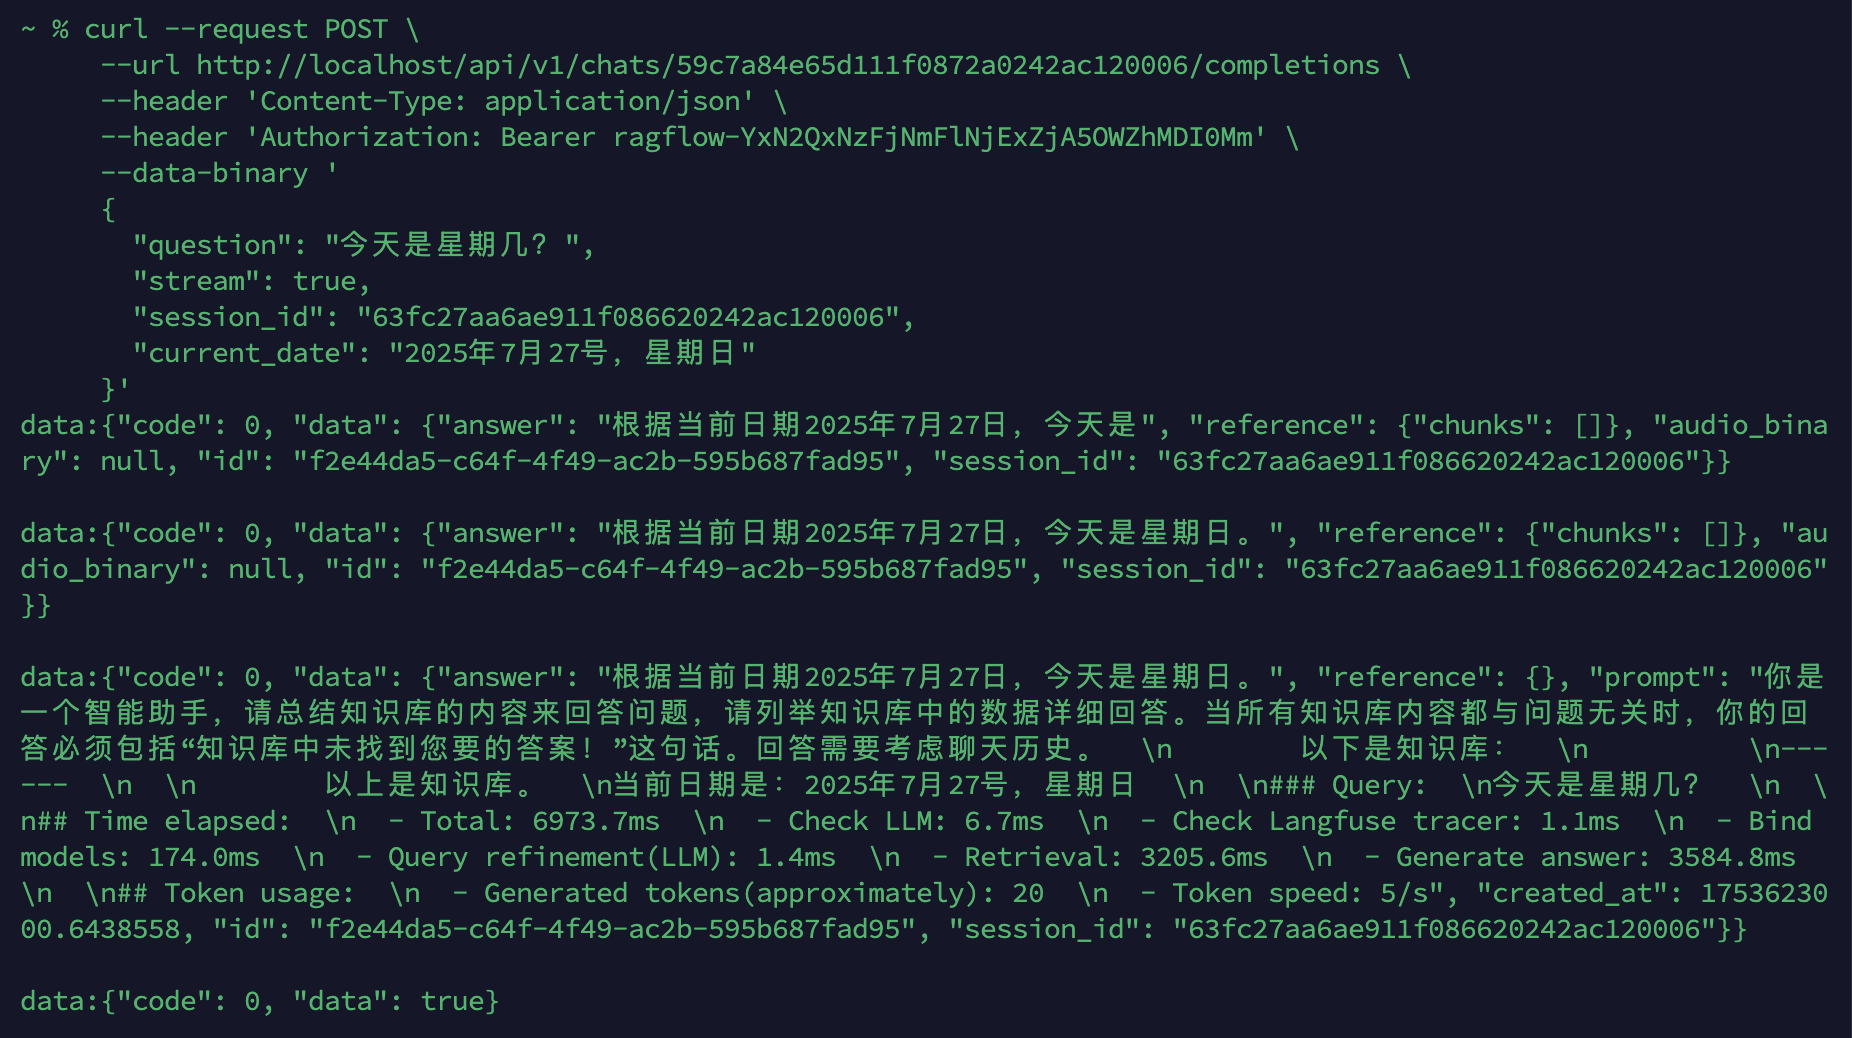 ~ % curl --request POST \
--url http://localhost/api/v1/chats/59c7a84e65d111f0872a0242ac120006/completions \
--header 'Content-Type: application/json' \
--header 'Authorization: Bearer ragflow-YxN2QxNzFjNmFlNjExZjA5OWZhMDI0Mm' \
--data-binary '
{
"question": "今天是星期几？",
"stream": true,
"session_id": "63fc27aa6ae911f086620242ac120006",
"current_date": "2025年7月27号，星期日"
}'
data:{"code": 0, "data": {"answer": "根据当前日期2025年7月27日，今天是", "reference": {"chunks": []}, "audio_bina
ry": null, "id": "f2e44da5-c64f-4f49-ac2b-595b687fad95", "session_id": "63fc27aa6ae911f086620242ac120006"}}
data:{"code": 0, "data": {"answer": "根据当前日期2025年7月27日，今天是星期日。", "reference": {"chunks": []}, "au
dio_binary": null, "id": "f2e44da5-c64f-4f49-ac2b-595b687fad95", "session_id": "63fc27aa6ae911f086620242ac120006"
}}
data:{"code": 0, "data": {"answer": "根据当前日期2025年7月27日，今天是星期日。", "reference": {}, "prompt": "你是
一个智能助手，请总结知识库的内容来回答问题，请列举知识库中的数据详细回答。当所有知识库内容都与问题无关时，你的回
答必须包括“知识库中未找到您要的答案！”这句话。回答需要考虑聊天历史。  \n        以下是知识库：  \n          \n---
---  \n  \n        以上是知识库。  \n当前日期是：2025年7月27号，星期日  \n  \n### Query:  \n今天是星期几？  \n  \
n## Time elapsed:  \n  - Total: 6973.7ms  \n  - Check LLM: 6.7ms  \n  - Check Langfuse tracer: 1.1ms  \n  - Bind
models: 174.0ms  \n  - Query refinement(LLM): 1.4ms  \n  - Retrieval: 3205.6ms  \n  - Generate answer: 3584.8ms
\n  \n## Token usage:  \n  - Generated tokens(approximately): 20  \n  - Token speed: 5/s", "created_at": 17536230
00.6438558, "id": "f2e44da5-c64f-4f49-ac2b-595b687fad95", "session_id": "63fc27aa6ae911f086620242ac120006"}}
data:{"code": 0, "data": true}